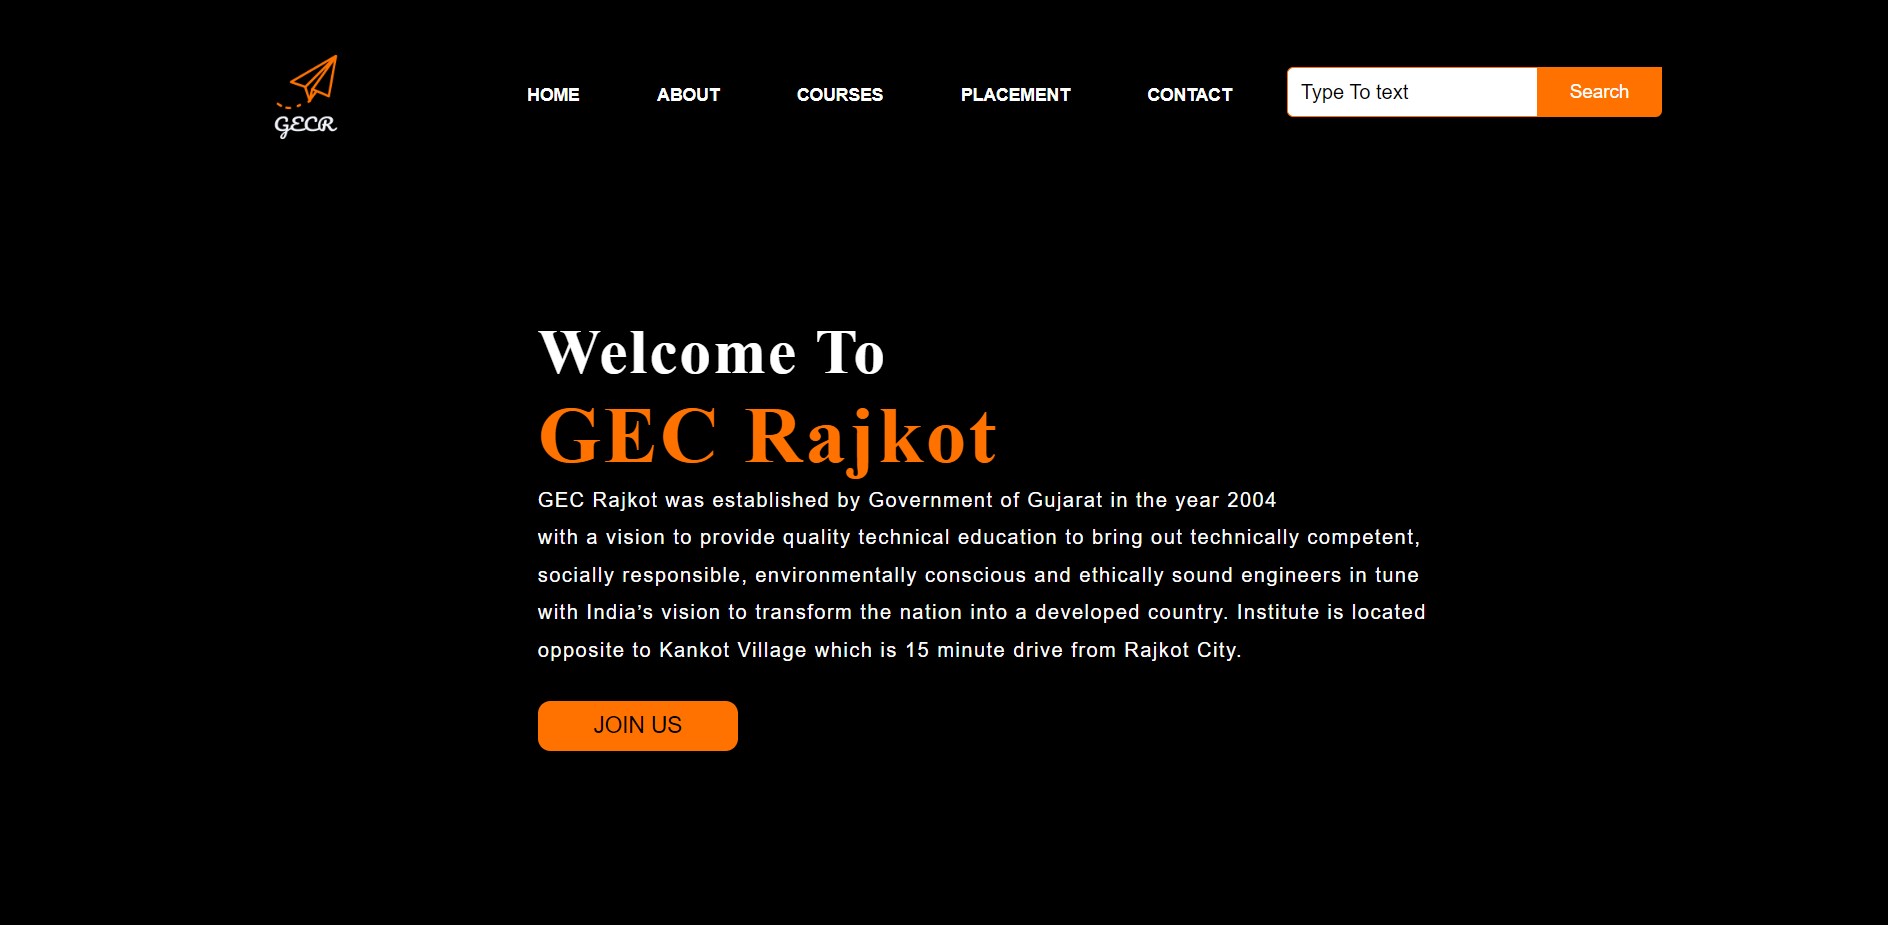 GECR
HOME ABOUT COURSES PLACEMENT CONTACT Type To text Search
Welcome To
GEC Rajkot
GEC Rajkot was established by Government of Gujarat in the year 2004
with a vision to provide quality technical education to bring out technically competent,
socially responsible, environmentally conscious and ethically sound engineers in tune
with India’s vision to transform the nation into a developed country. Institute is located
opposite to Kankot Village which is 15 minute drive from Rajkot City.
JOIN US